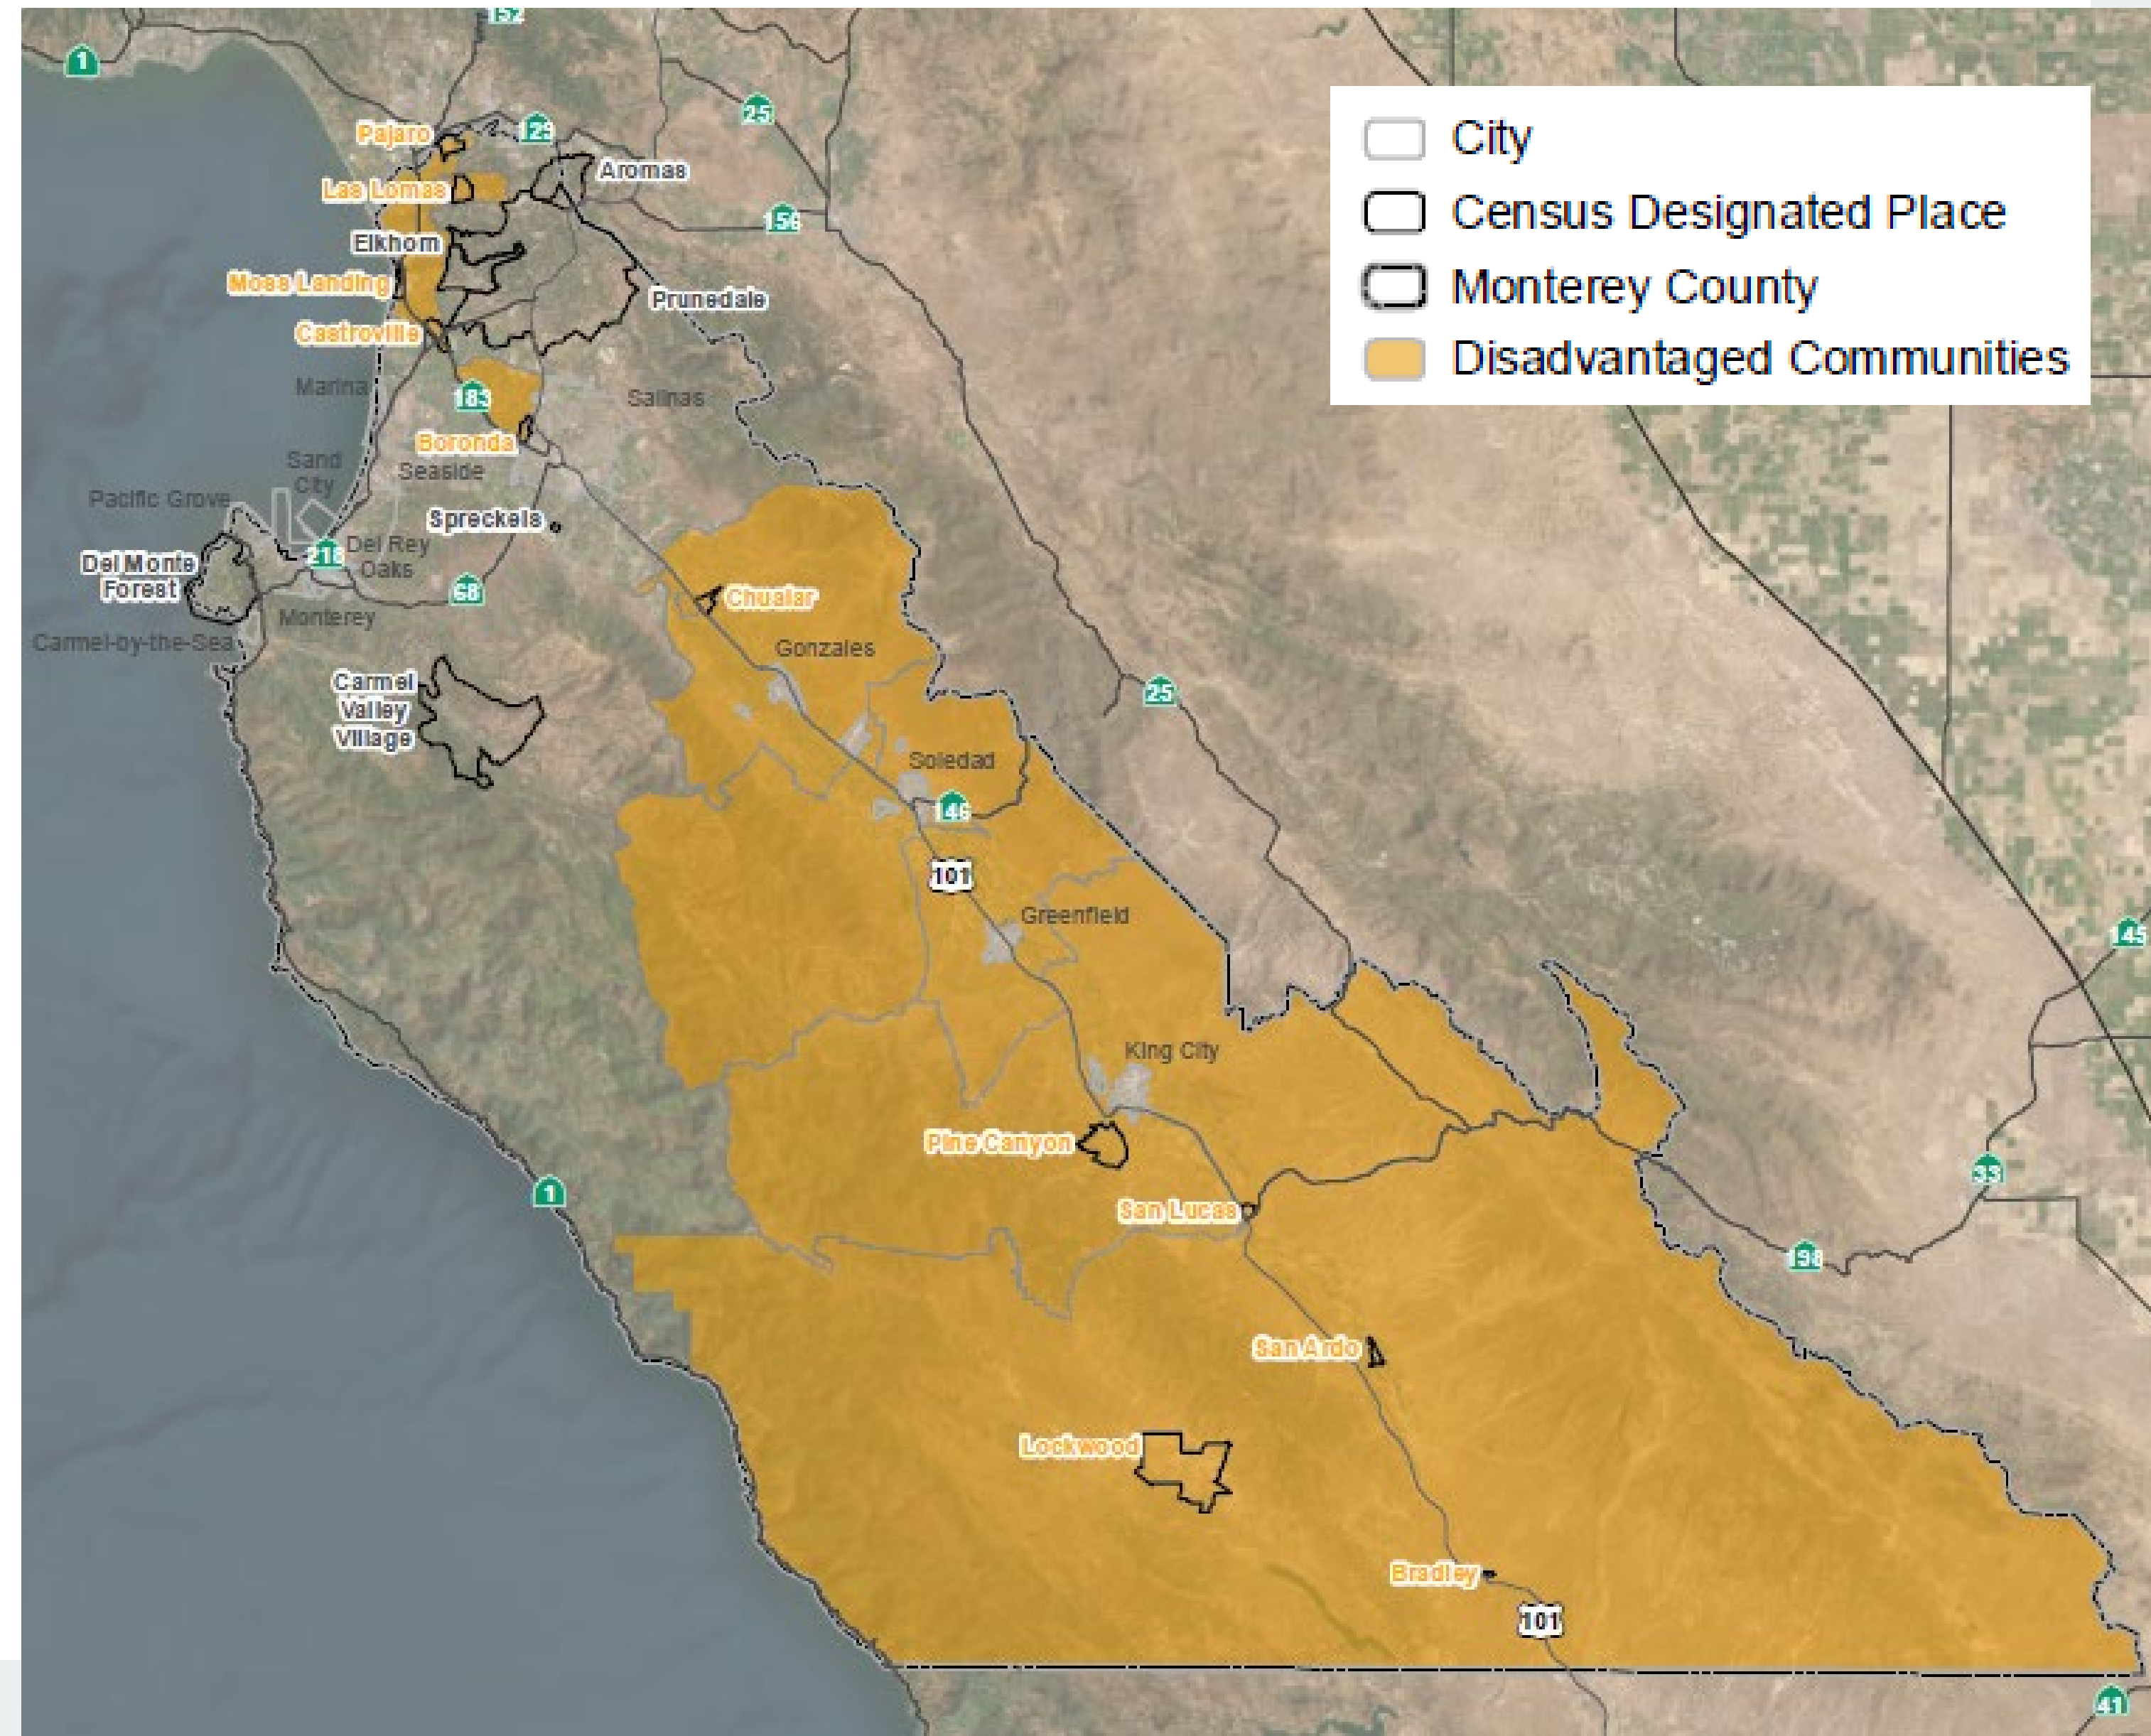 152
1
Pajaro
129
25
Aromas
Las Lomas
156
Elkhorn
Moss Landing
Prunedale
Castroville
Marina
183
Salinas
Boronda
Sand
City
Seaside
Pacific Grove
Spreckels
218
Del Rey
Oaks
Del Monte
Forest
68
Monterey
Carmel-by-the-Sea
Chualar
Gonzales
Carmel
Valley
Village
25
Soledad
146
101
Greenfield
145
King City
Pine Canyon
1
San Lucas
33
198
San Ardo
Lockwood
Bradley
101
41
City
Census Designated Place
Monterey County
Disadvantaged Communities